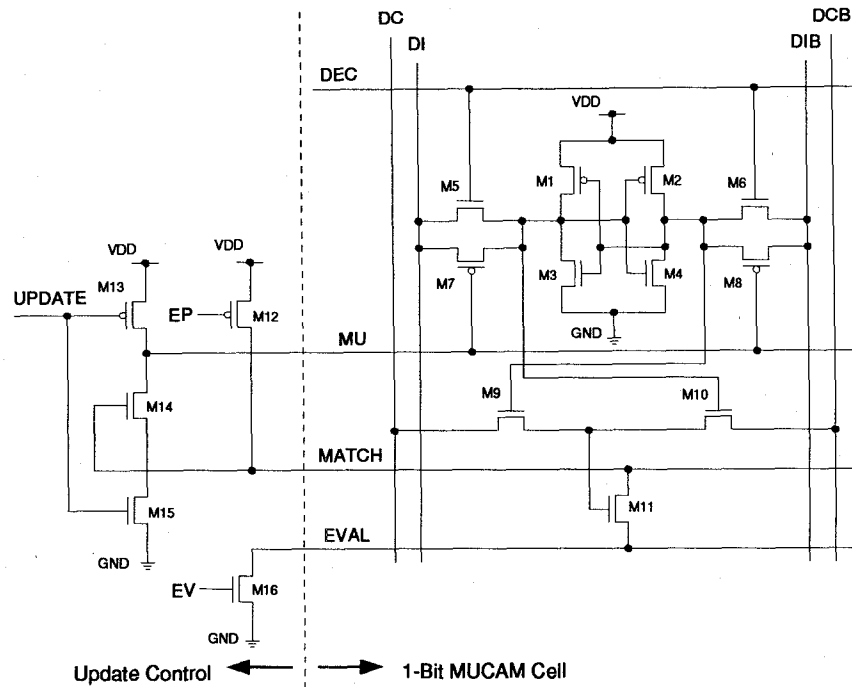 DC
DCB
DI
DIB
DEC
VDD
M1
M2
M5
M6
VDD
VDD
M13
M3
M4
M7
M8
UPDATE
EP
M12
GND
MU
M9
M10
M14
MATCH
M15
M11
EVAL
GND
EV
M16
GND
Update Control
1-Bit MUCAM Cell